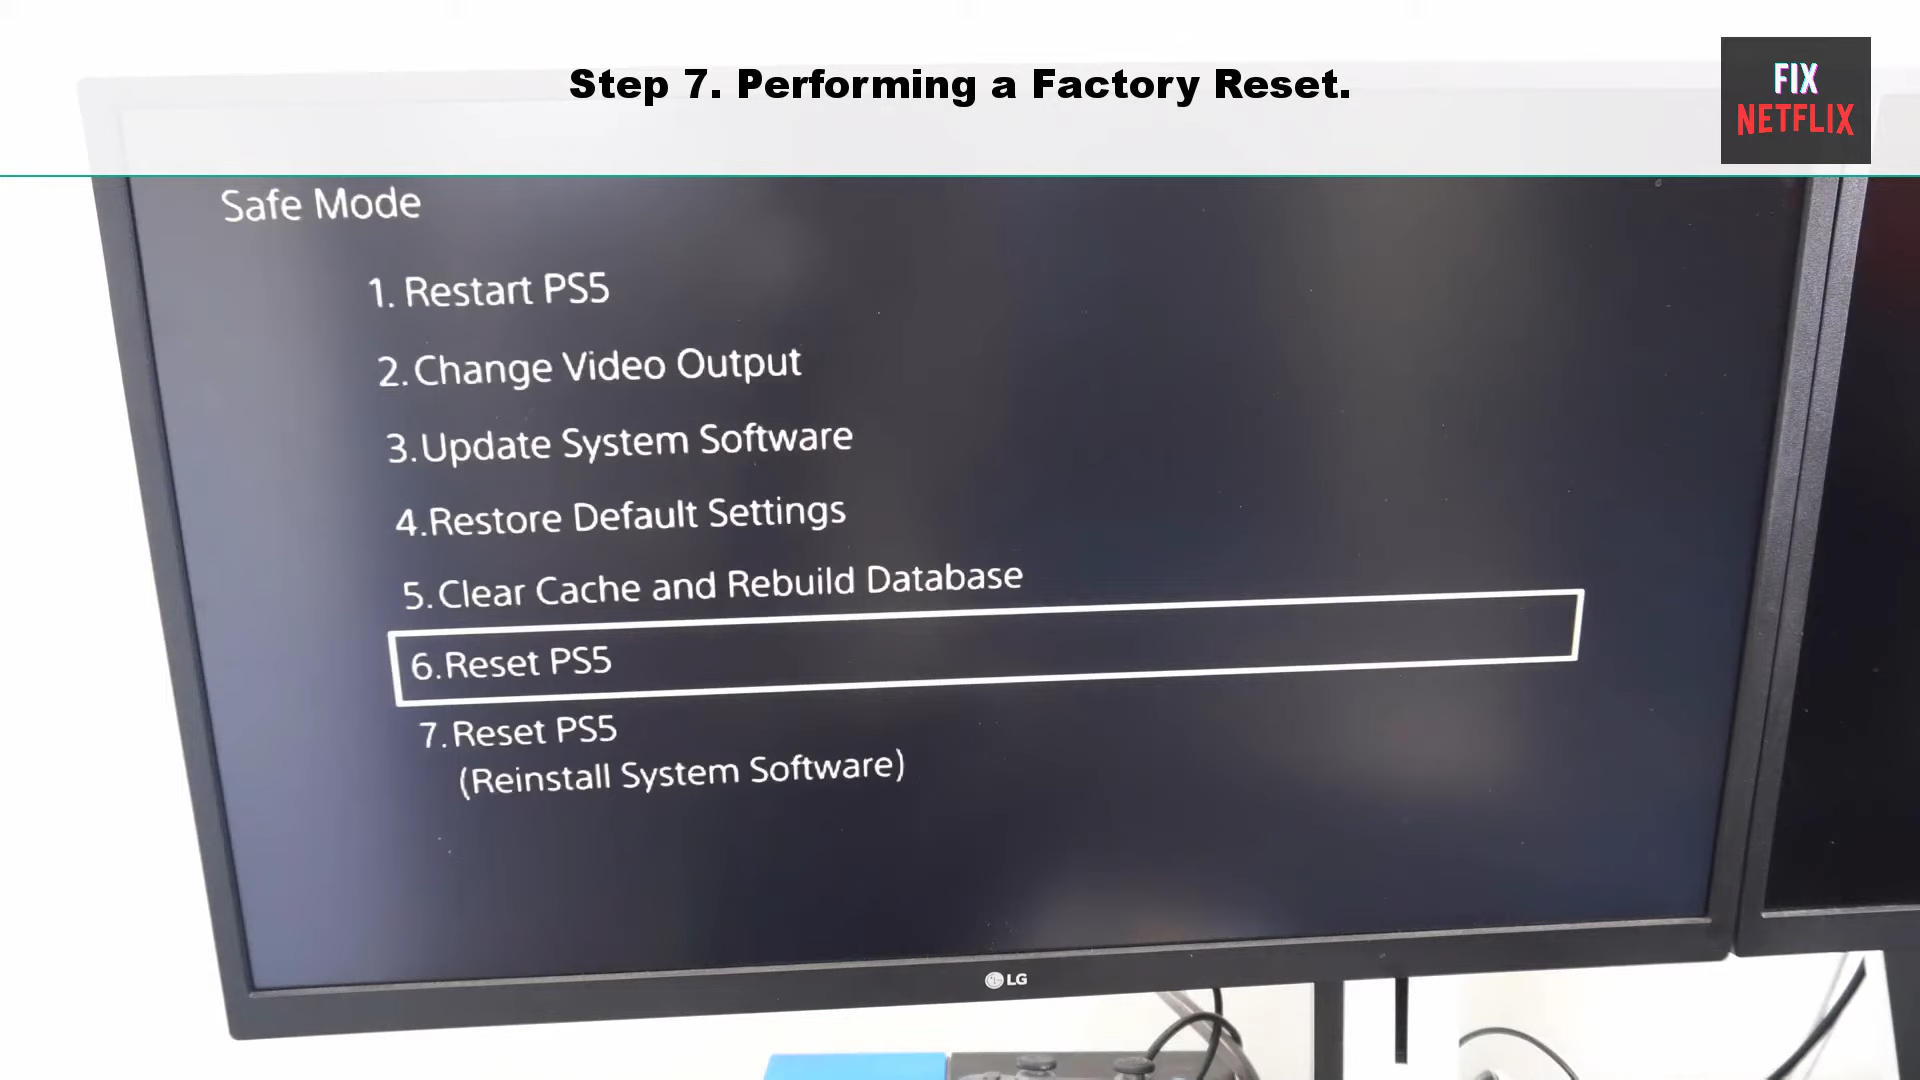 Step 7. Performing a Factory Reset.
FIX
NETFLIX
Safe Mode
1. Restart PS5
2. Change Video Output
3. Update System Software
4. Restore Default Settings
5. Clear Cache and Rebuild Database
6. Reset PS5
7. Reset PS5
(Reinstall System Software)
LG